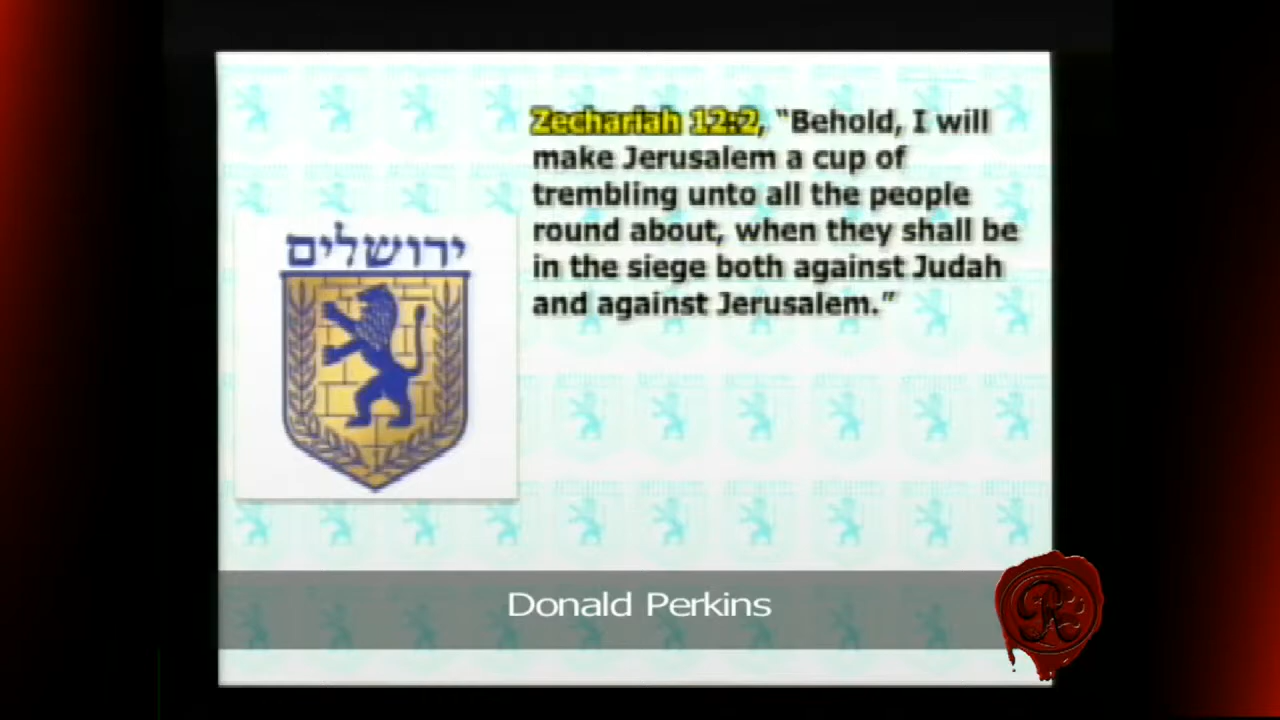 Zechariah 12:2, “Behold, I will
make Jerusalem a cup of
trembling unto all the people
round about, when they shall be
in the siege both against Judah
and against Jerusalem.”
ירושלים
Donald Perkins
R